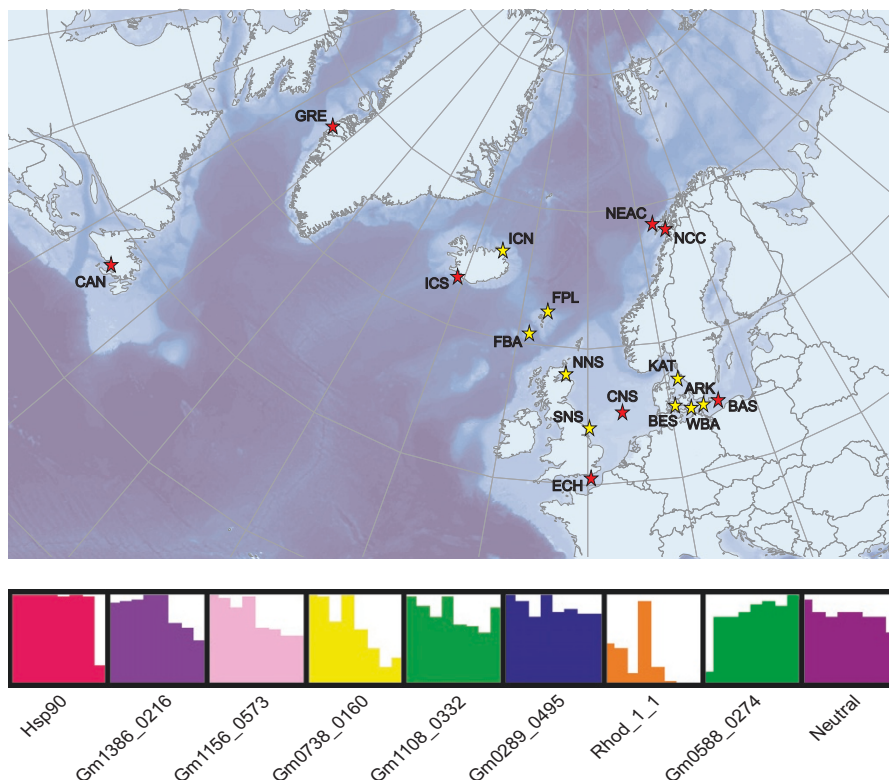 GRE
NEAC
NCC
ICN
CAN
ICS
FPL
FBA
NNS
KAT
CNS
ARK
SNS
BES
WBA
BAS
ECH
Hsp90
Gm1386_0216
Gm1156_0573
Gm0738_0160
Gm1108_0332
Gm0289_0495
Rhod_1_1
Gm0588_0274
Neutral